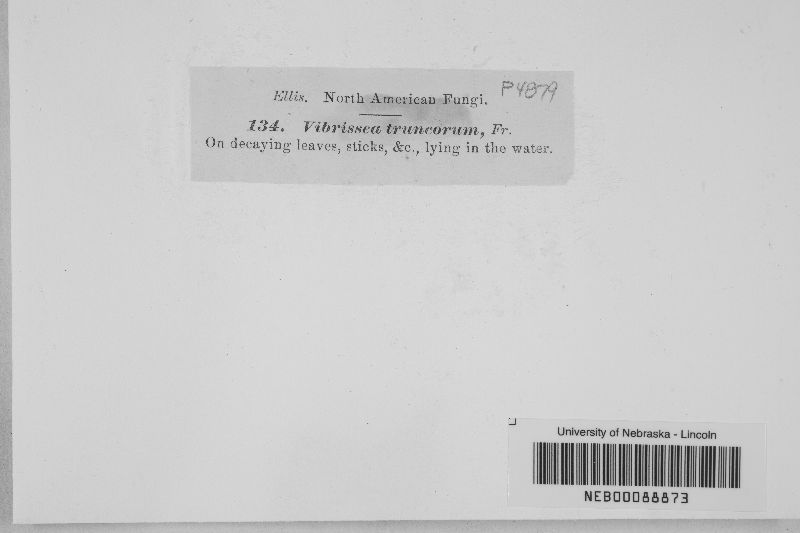 Ellis. North American Fungi.
P4879
134. Vibrissea truncorum, Fr.
On decaying leaves, sticks, &c., lying in the water.
University of Nebraska - Lincoln
NEB00088873